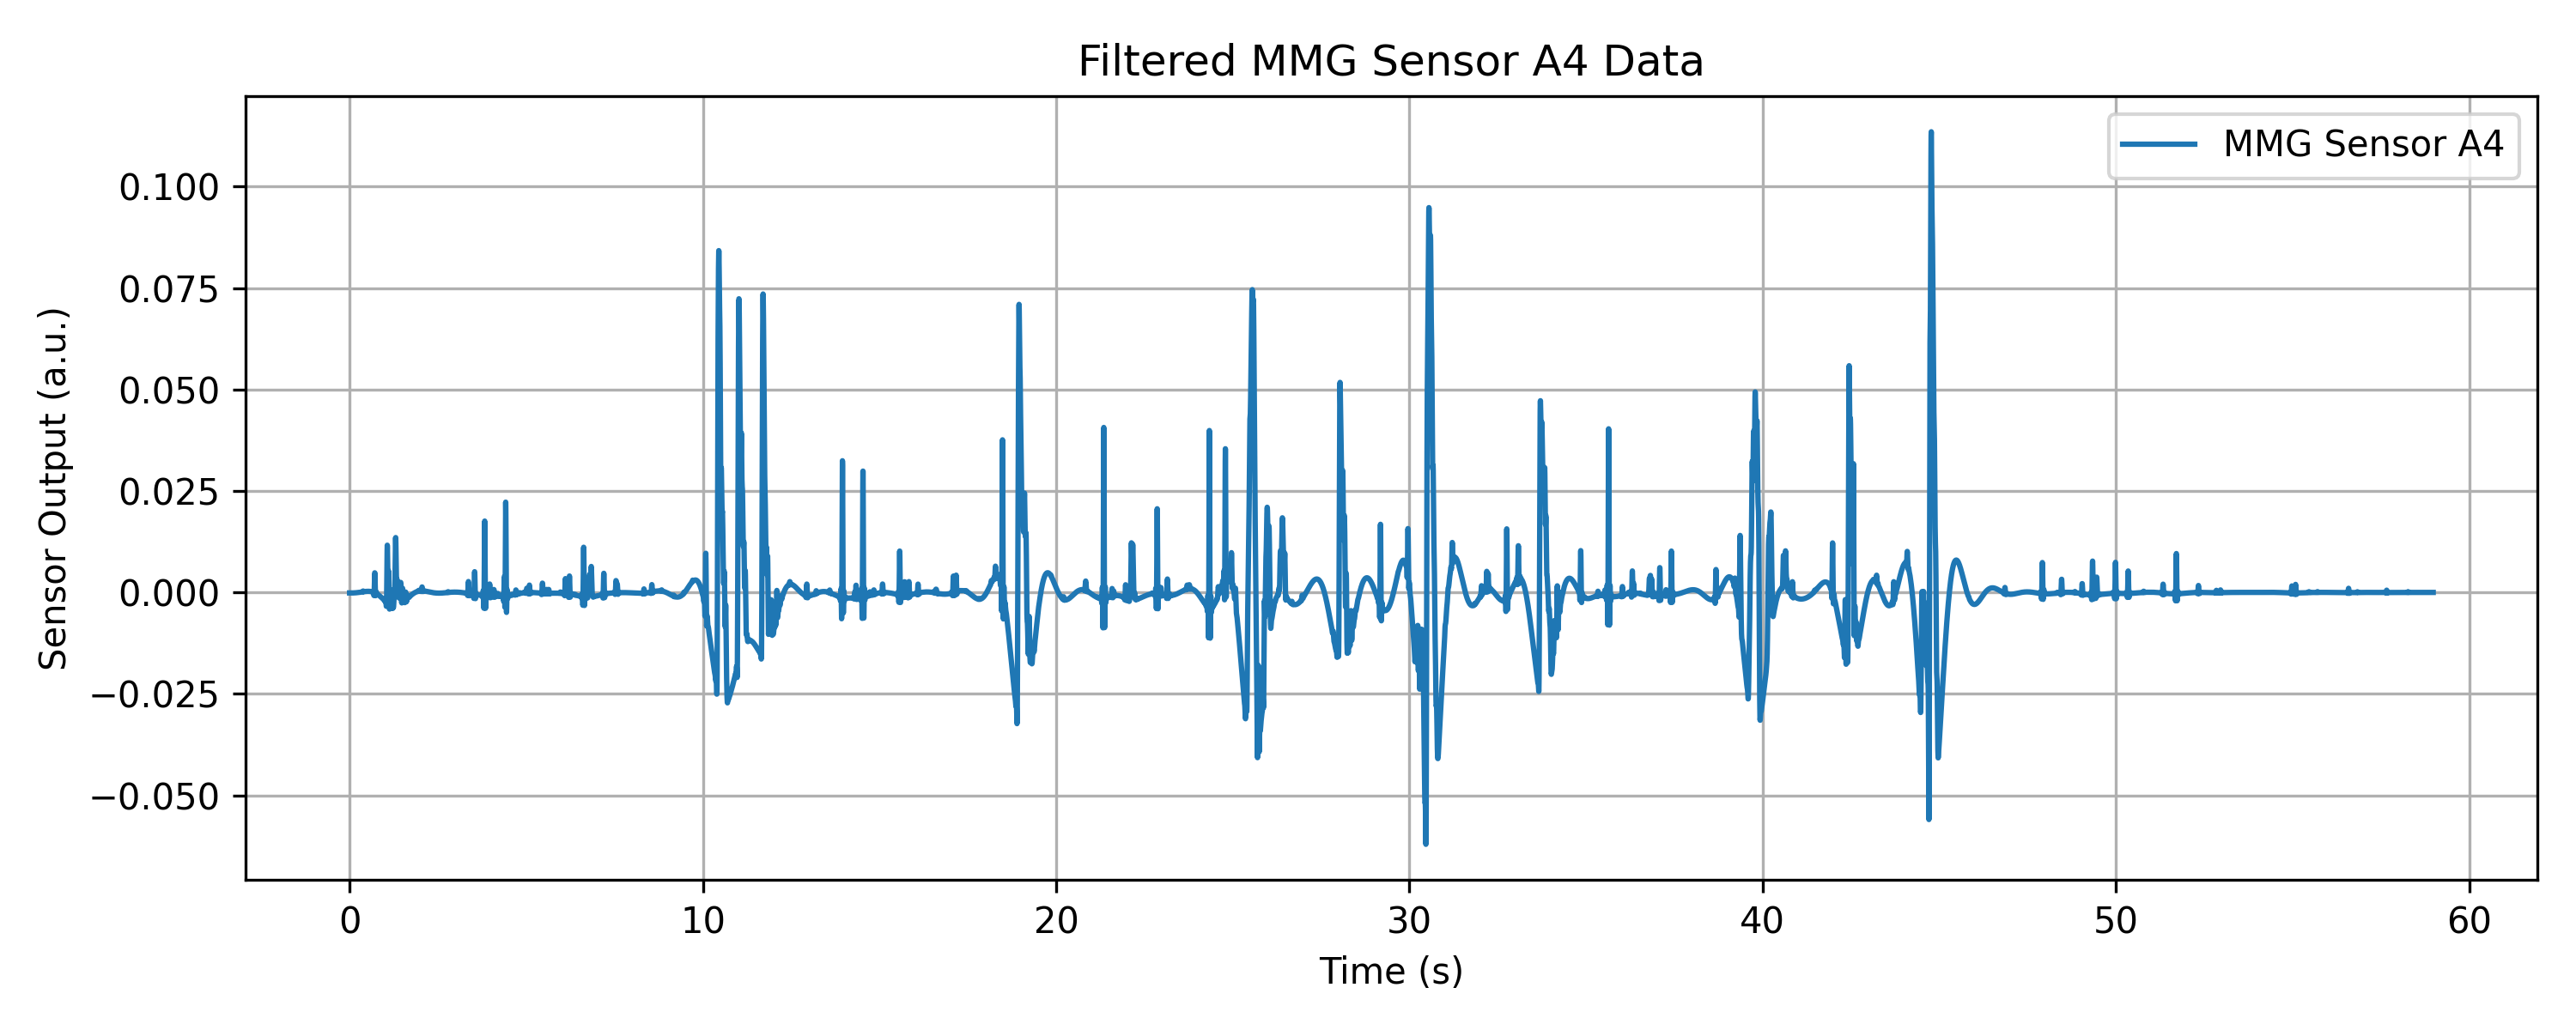 Filtered MMG Sensor A4 Data
MMG Sensor A4
Sensor Output (a.u.)
0.100
0.075
0.050
0.025
0.000
−0.025
−0.050
0 10 20 30 40 50 60
Time (s)